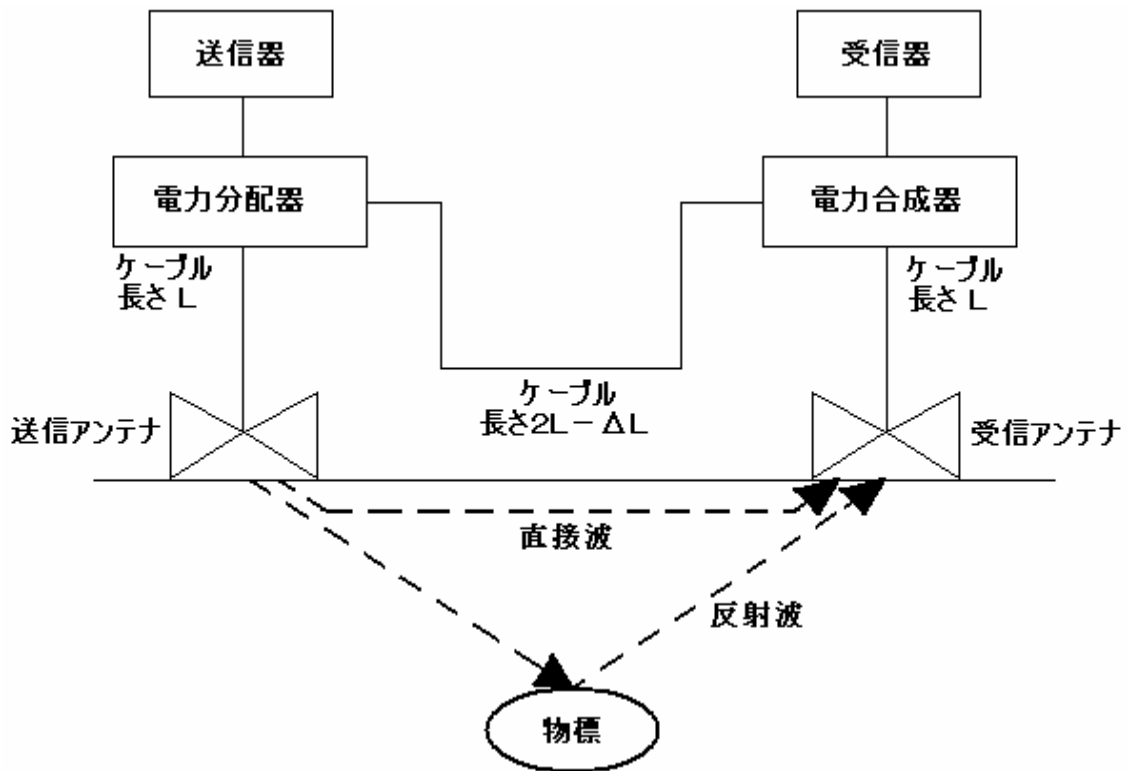 送信器
受信器
電力分配器
電力合成器
ケーブル
長さL
ケーブル
長さL
ケーブル
長さ2L－ΔL
送信アンテナ
受信アンテナ
直接波
反射波
物標